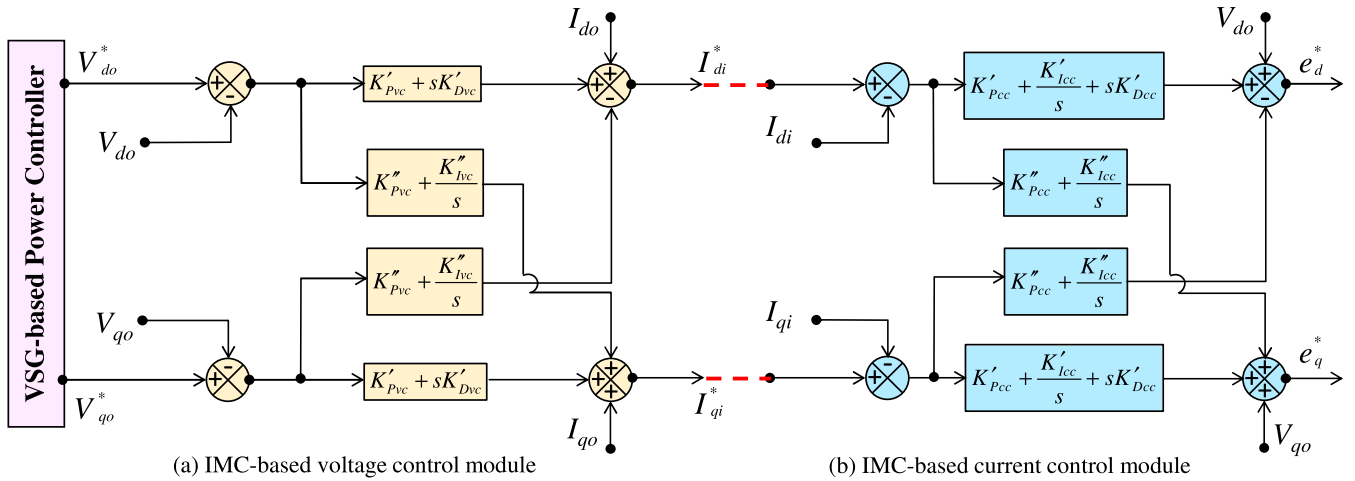 VSG-based Power Controller
V*do
Vdo
Vqo
V*qo
K′Pvc + sK′Dvc
K″Pvc + K″Ivc / s
K″Pvc + K″Ivc / s
K′Pvc + sK′Dvc
Ido
I*di
I*qi
Iqo
Idi
Iqi
K′Pcc + K′Icc / s + sK′Dcc
K″Pcc + K″Icc / s
K″Pcc + K″Icc / s
K′Pcc + K′Icc / s + sK′Dcc
Vdo
e*d
e*q
Vqo
(a) IMC-based voltage control module
(b) IMC-based current control module